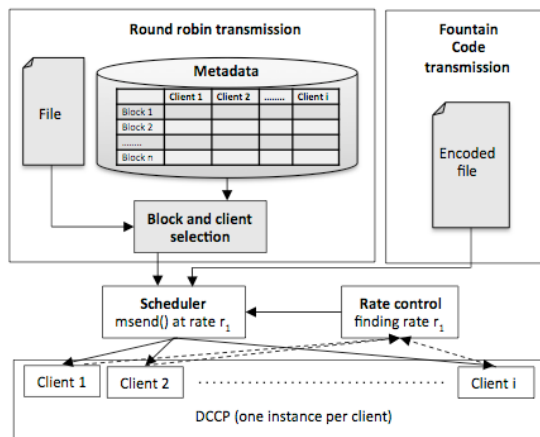 Round robin transmission
Fountain
Code
transmission
Metadata
File
Client 1 Client 2 ........ Client i
Block 1
Block 2
........
Block n
Encoded
file
Block and client
selection
Scheduler
msend() at rate r1
Rate control
finding rate r1
Client 1
Client 2
Client i
DCCP (one instance per client)